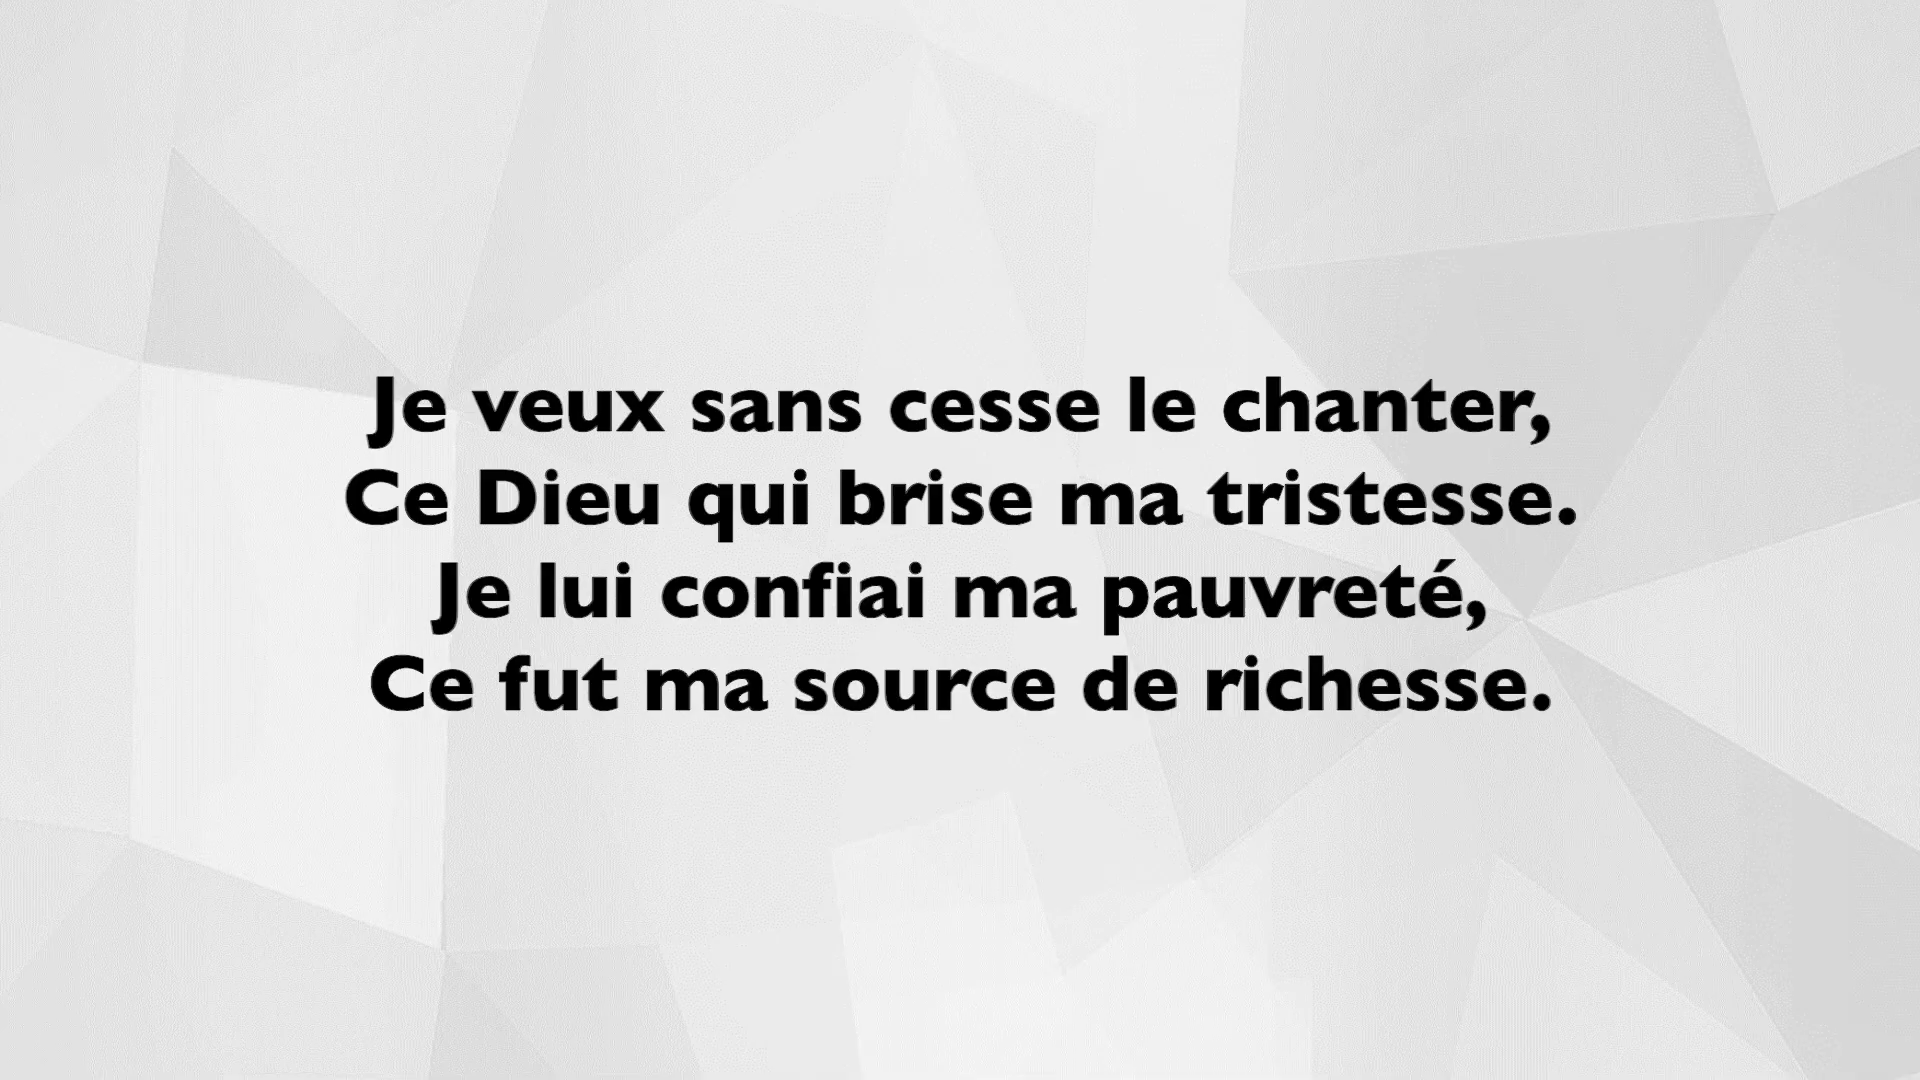 Je veux sans cesse le chanter,
Ce Dieu qui brise ma tristesse.
Je lui confiai ma pauvreté,
Ce fut ma source de richesse.